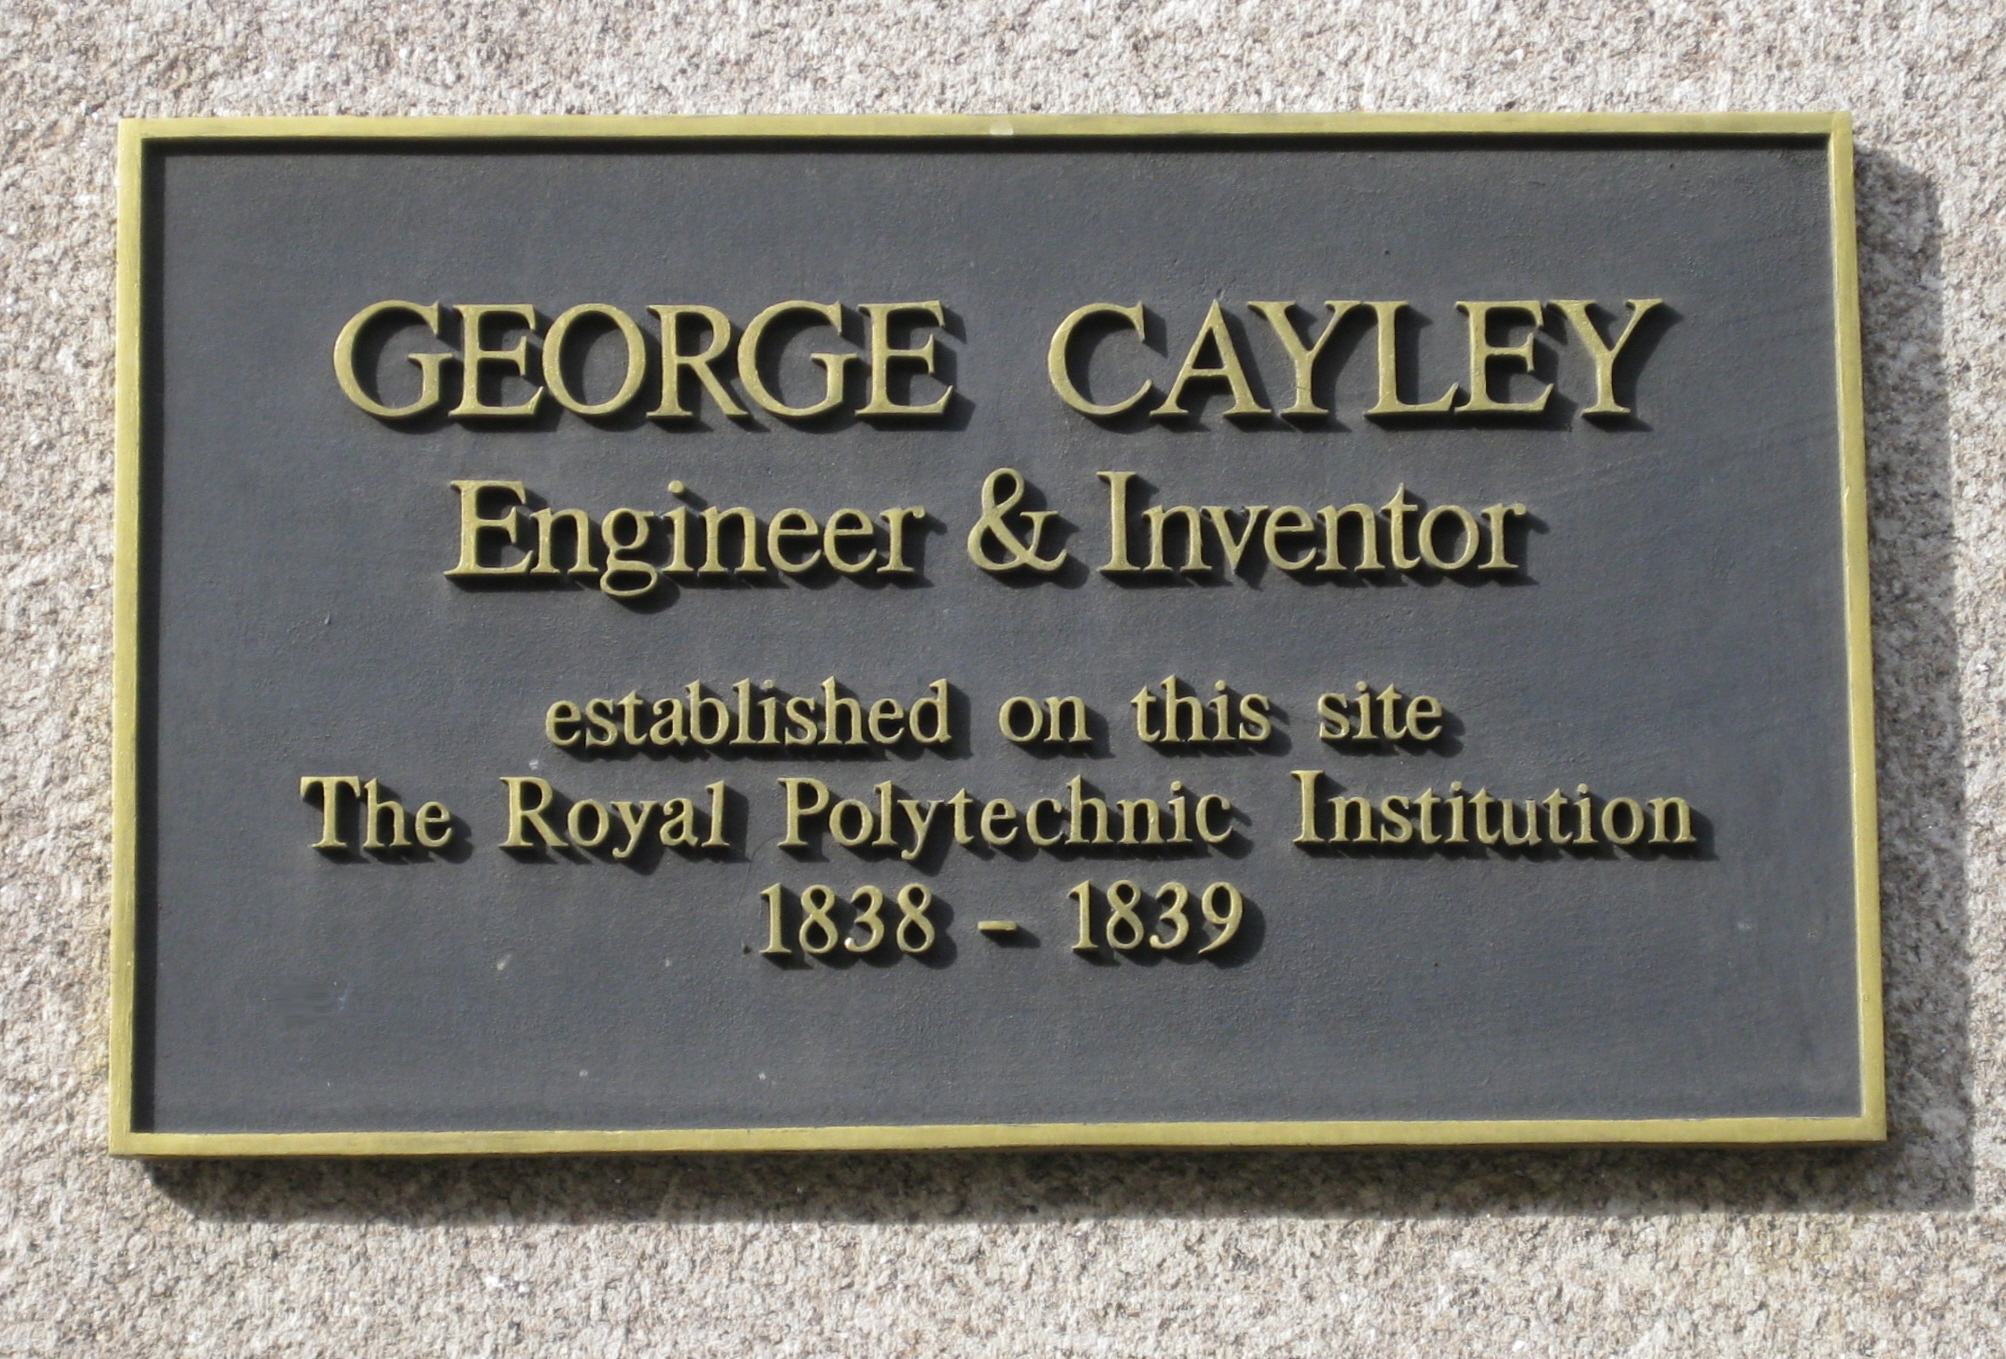 GEORGE CAYLEY
Engineer & Inventor
established on this site
The Royal Polytechnic Institution
1838 - 1839